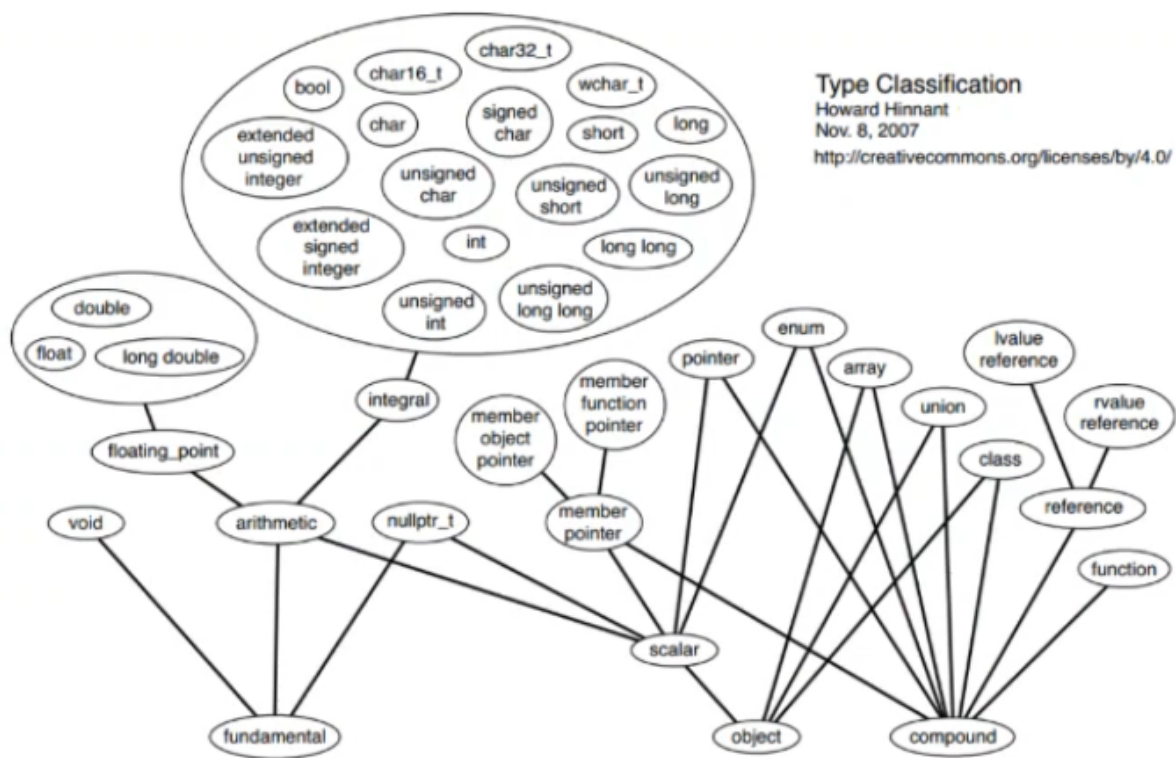 char32_t
char16_t
bool
wchar_t
Type Classification
Howard Hinnant
Nov. 8, 2007
http://creativecommons.org/licenses/by/4.0/
char
signed
char
short
long
extended
unsigned
integer
unsigned
char
unsigned
short
unsigned
long
extended
signed
integer
int
long long
unsigned
int
unsigned
long long
double
float
long double
enum
pointer
array
lvalue
reference
integral
member
function
pointer
union
rvalue
reference
member
object
pointer
floating_point
class
void
arithmetic
nullptr_t
member
pointer
reference
function
scalar
fundamental
object
compound